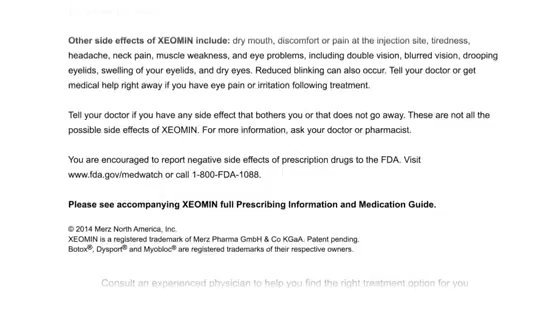 Other side effects of XEOMIN include: dry mouth, discomfort or pain at the injection site, tiredness,
headache, neck pain, muscle weakness, and eye problems, including double vision, blurred vision, drooping
eyelids, swelling of your eyelids, and dry eyes. Reduced blinking can also occur. Tell your doctor or get
medical help right away if you have eye pain or irritation following treatment.
Tell your doctor if you have any side effect that bothers you or that does not go away. These are not all the
possible side effects of XEOMIN. For more information, ask your doctor or pharmacist.
You are encouraged to report negative side effects of prescription drugs to the FDA. Visit
www.fda.gov/medwatch or call 1-800-FDA-1088.
Please see accompanying XEOMIN full Prescribing Information and Medication Guide.
© 2014 Merz North America, Inc.
XEOMIN is a registered trademark of Merz Pharma GmbH & Co KGaA. Patent pending.
Botox®, Dysport® and Myobloc® are registered trademarks of their respective owners.
Consult an experienced physician to help you find the right treatment option for you